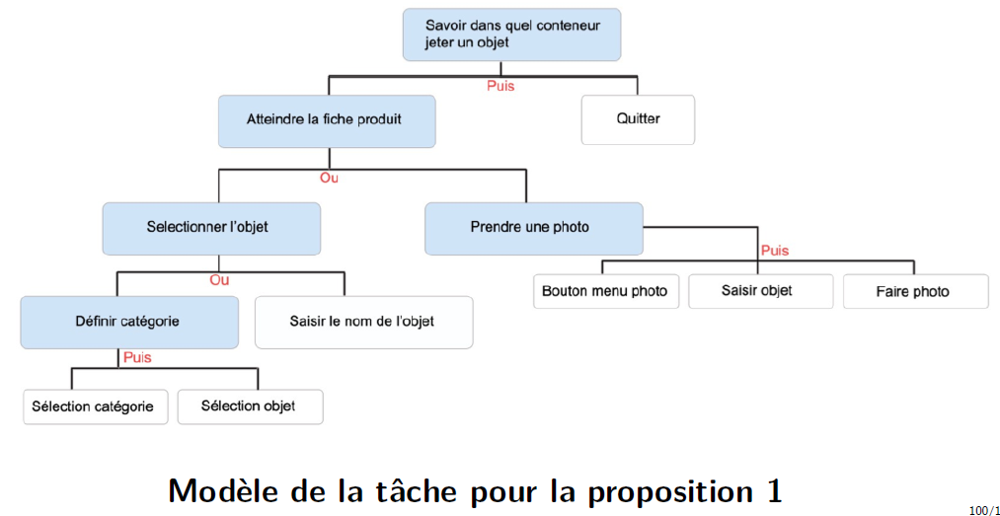 Savoir dans quel conteneur
jeter un objet
Puis
Atteindre la fiche produit
Quitter
Ou
Selectionner l'objet
Prendre une photo
Puis
Ou
Bouton menu photo
Saisir objet
Faire photo
Définir catégorie
Saisir le nom de l'objet
Puis
Sélection catégorie
Sélection objet
Modèle de la tâche pour la proposition 1
100/1